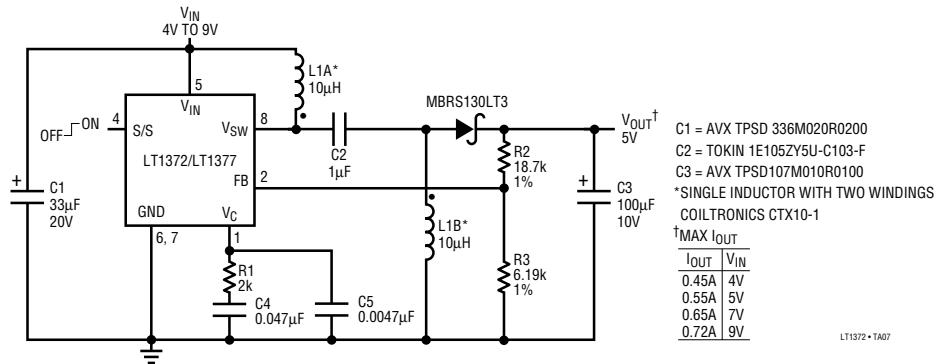 VIN
4V TO 9V
L1A*
10µH
MBRS130LT3
5
VIN
OFF ON
4
S/S
VSW
8
LT1372/LT1377
C2
1µF
FB
2
R2
18.7k
1%
VOUT†
5V
+
C1
33µF
20V
GND
VC
6, 7
1
L1B*
10µH
+
C3
100µF
10V
R1
2k
C4
0.047µF
C5
0.0047µF
R3
6.19k
1%
C1 = AVX TPSD 336M020R0200
C2 = TOKIN 1E105ZY5U-C103-F
C3 = AVX TPSD107M010R0100
*SINGLE INDUCTOR WITH TWO WINDINGS
COILTRONICS CTX10-1
†MAX IOUT
IOUT VIN
0.45A 4V
0.55A 5V
0.65A 7V
0.72A 9V
LT1372 • TA07